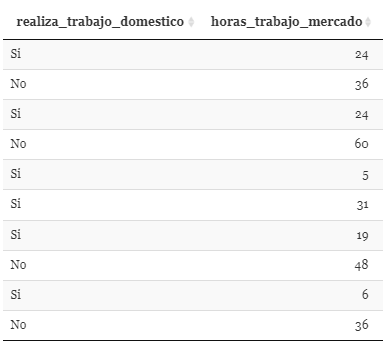 realiza_trabajo_domestico horas_trabajo_mercado
Si 24
No 36
Si 24
No 60
Si 5
Si 31
Si 19
No 48
Si 6
No 36